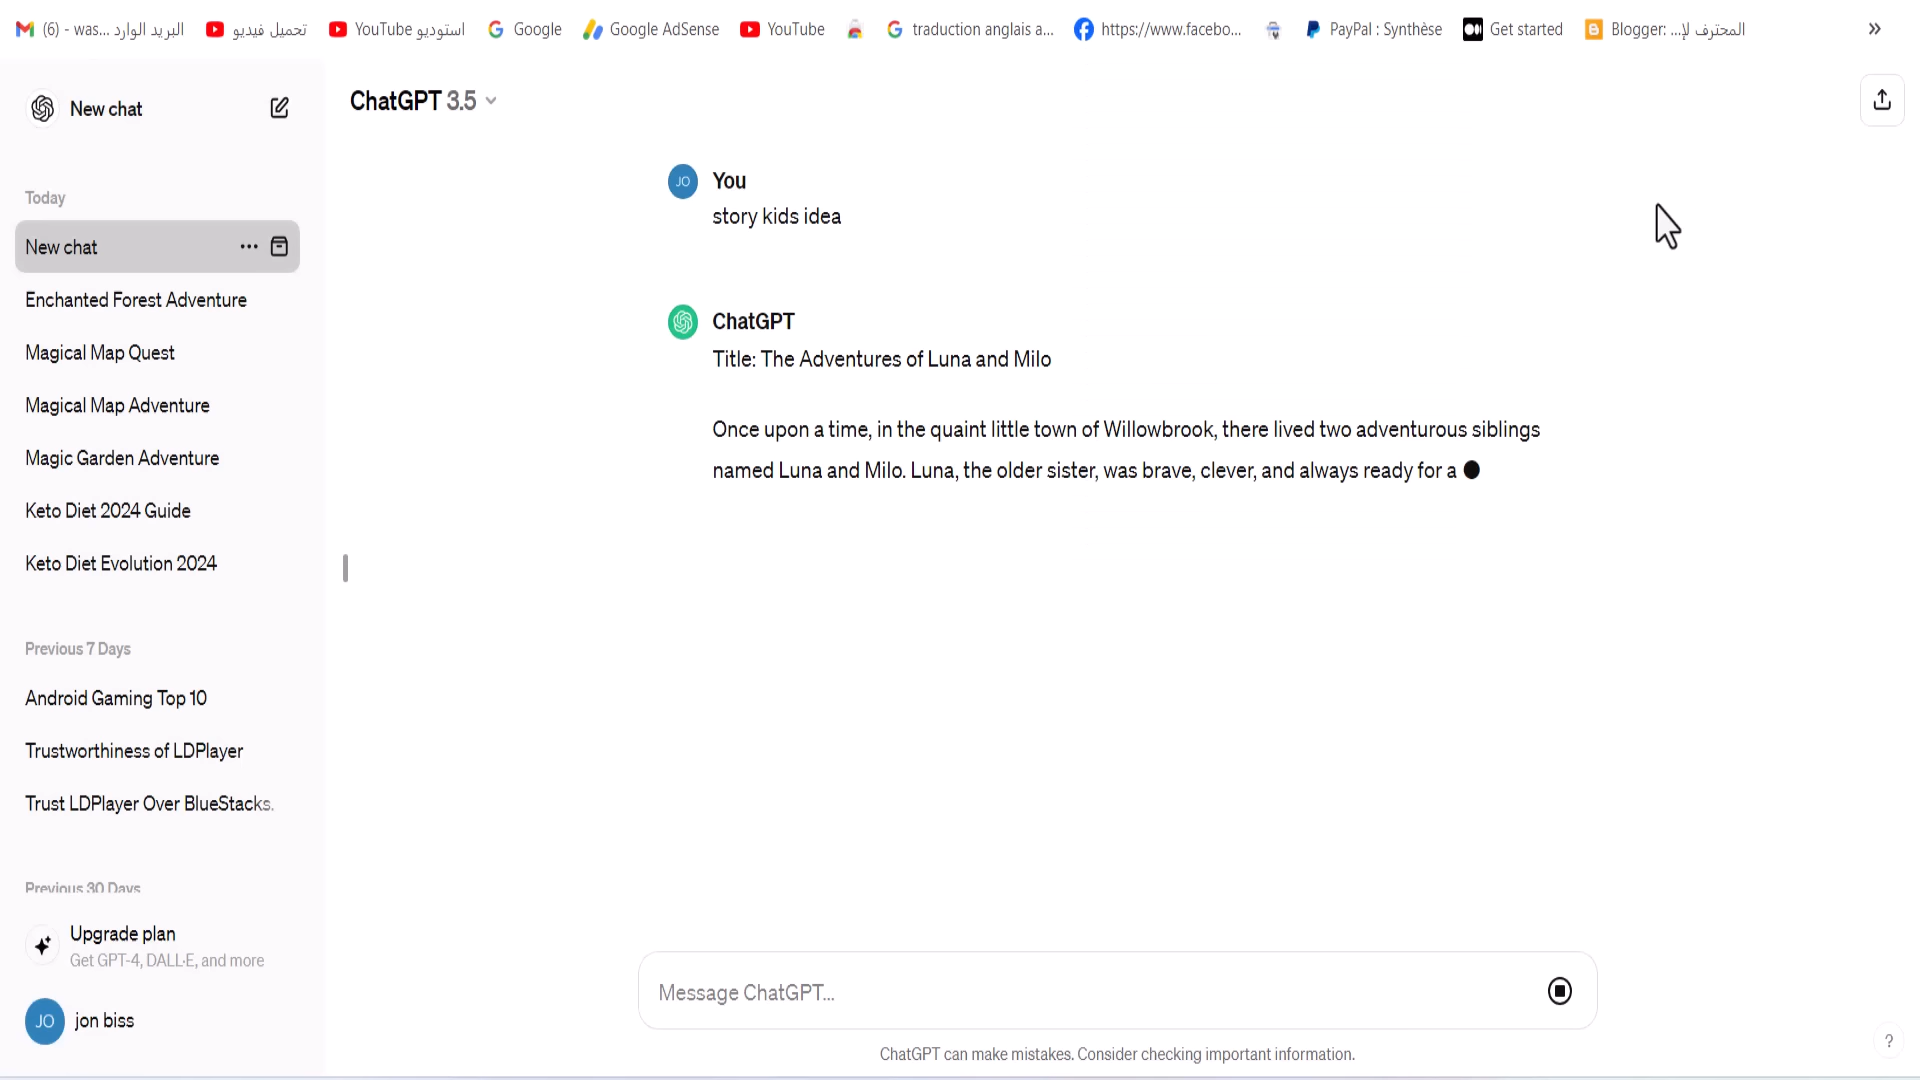 (6) - was... البريد الوارد
تحميل فيديو
YouTube استوديو
Google
Google AdSense
YouTube
traduction anglais a...
https://www.facebo...
PayPal : Synthèse
Get started
Blogger: ...المحترف لإ
New chat
ChatGPT 3.5
Today
New chat
Enchanted Forest Adventure
Magical Map Quest
Magical Map Adventure
Magic Garden Adventure
Keto Diet 2024 Guide
Keto Diet Evolution 2024
Previous 7 Days
Android Gaming Top 10
Trustworthiness of LDPlayer
Trust LDPlayer Over BlueStacks.
Previous 30 Days
Upgrade plan
Get GPT-4, DALL·E, and more
JO
jon biss
JO
You
story kids idea
ChatGPT
Title: The Adventures of Luna and Milo
Once upon a time, in the quaint little town of Willowbrook, there lived two adventurous siblings
named Luna and Milo. Luna, the older sister, was brave, clever, and always ready for a
Message ChatGPT...
ChatGPT can make mistakes. Consider checking important information.
?